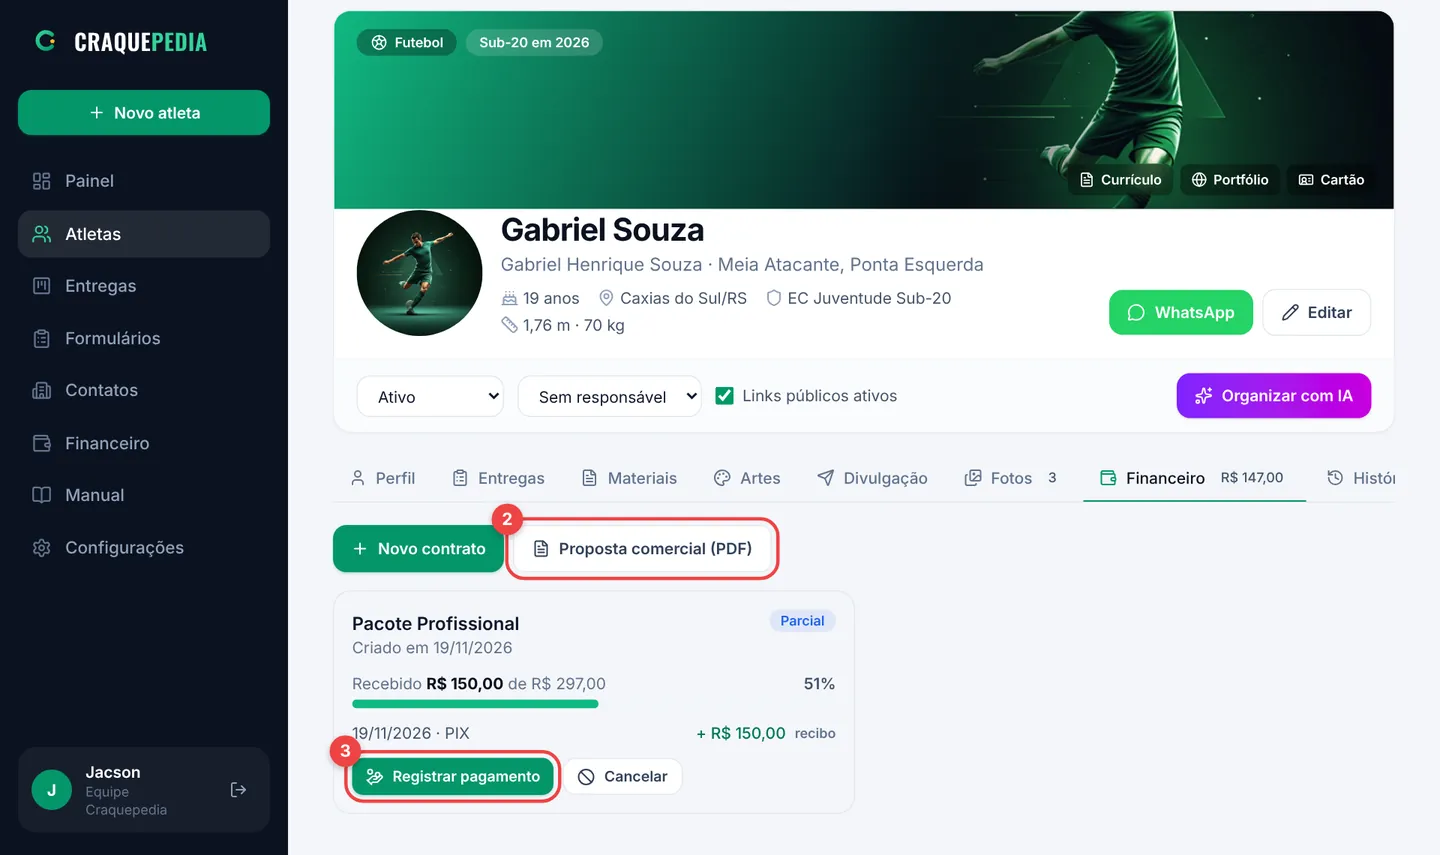 CRAQUEPEDIA
+ Novo atleta
Painel
Atletas
Entregas
Formulários
Contatos
Financeiro
Manual
Configurações
J
Jacson
Equipe
Craquepedia
Futebol
Sub-20 em 2026
Currículo
Portfólio
Cartão
Gabriel Souza
Gabriel Henrique Souza · Meia Atacante, Ponta Esquerda
19 anos Caxias do Sul/RS EC Juventude Sub-20
1,76 m · 70 kg
WhatsApp
Editar
Ativo
Sem responsável
Links públicos ativos
Organizar com IA
Perfil Entregas Materiais Artes Divulgação Fotos 3 Financeiro R$ 147,00 Histór
2
+ Novo contrato
Proposta comercial (PDF)
Pacote Profissional
Parcial
Criado em 19/11/2026
Recebido R$ 150,00 de R$ 297,00
51%
19/11/2026 · PIX
+ R$ 150,00 recibo
3
Registrar pagamento
Cancelar